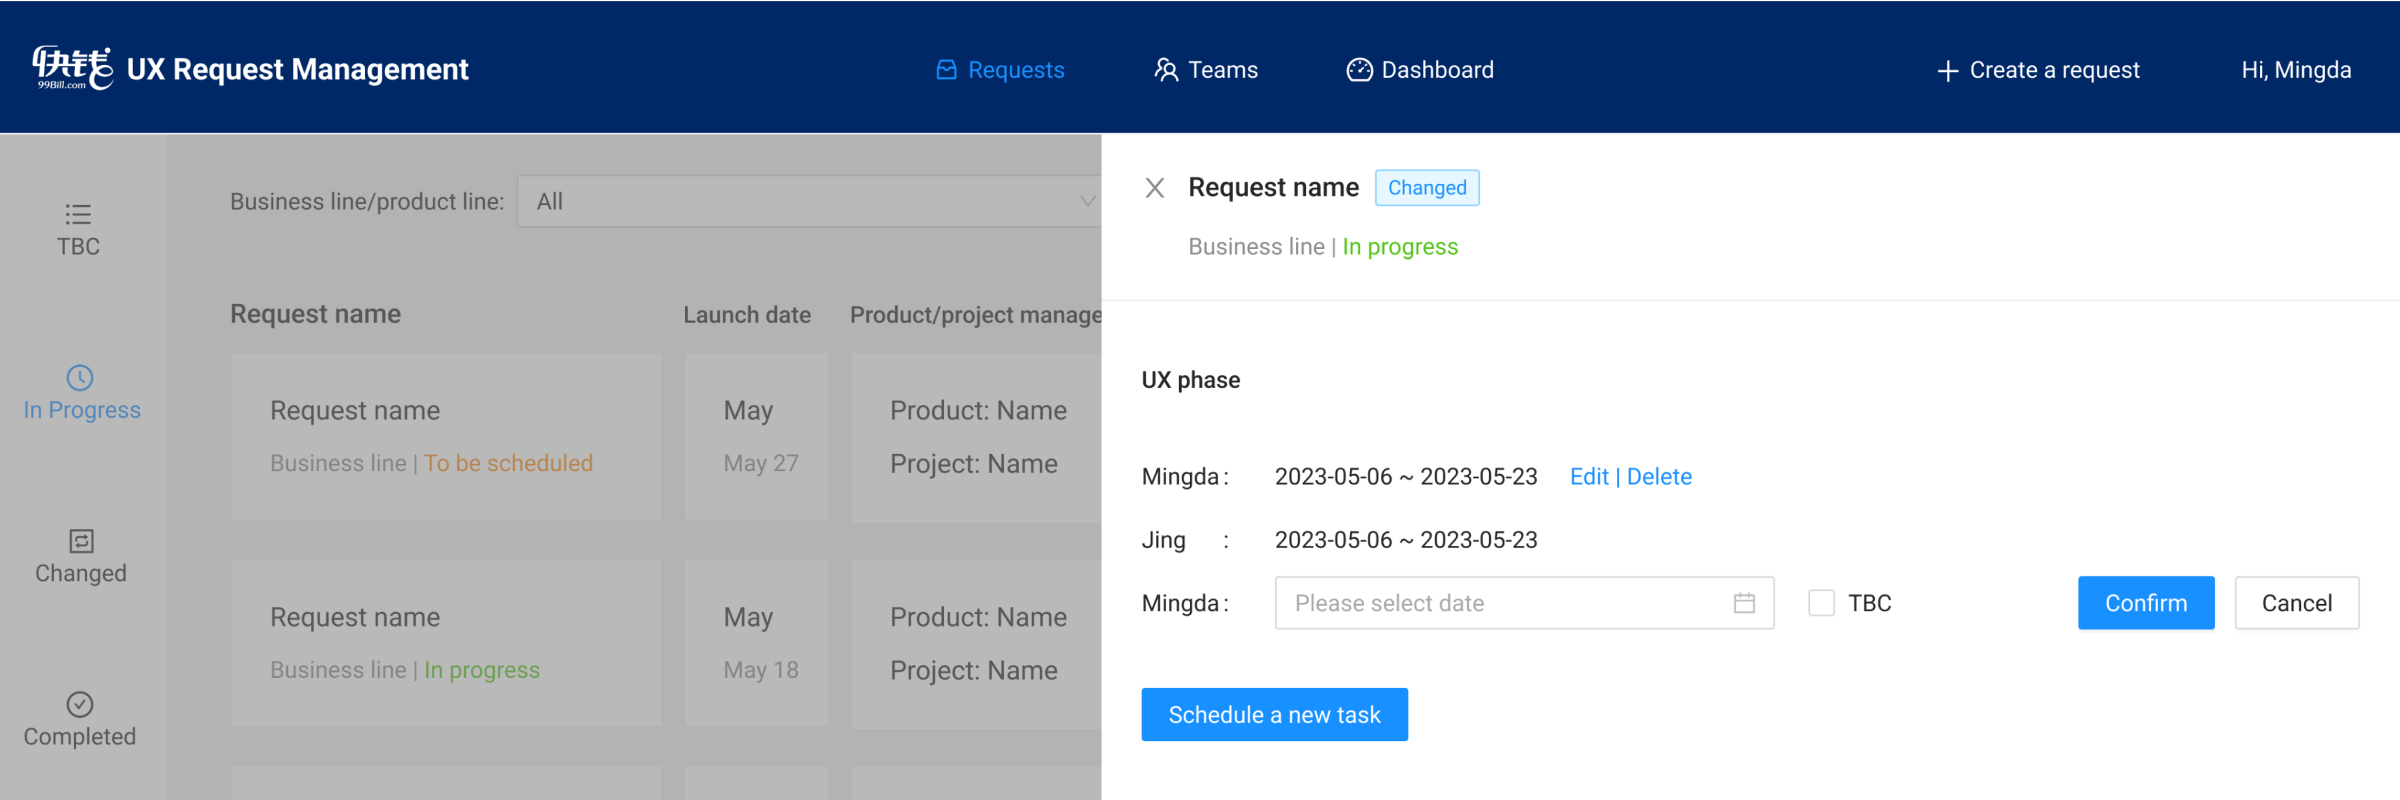 快钱 99Bill.com UX Request Management Requests Teams Dashboard + Create a request Hi, Mingda
TBC
In Progress
Changed
Completed
Business line/product line: All
Request name Launch date Product/project manage
Request name May Product: Name
Business line | To be scheduled May 27 Project: Name
Request name May Product: Name
Business line | In progress May 18 Project: Name
Request name Changed
Business line | In progress
UX phase
Mingda : 2023-05-06 ~ 2023-05-23 Edit | Delete
Jing : 2023-05-06 ~ 2023-05-23
Mingda : Please select date TBC Confirm Cancel
Schedule a new task